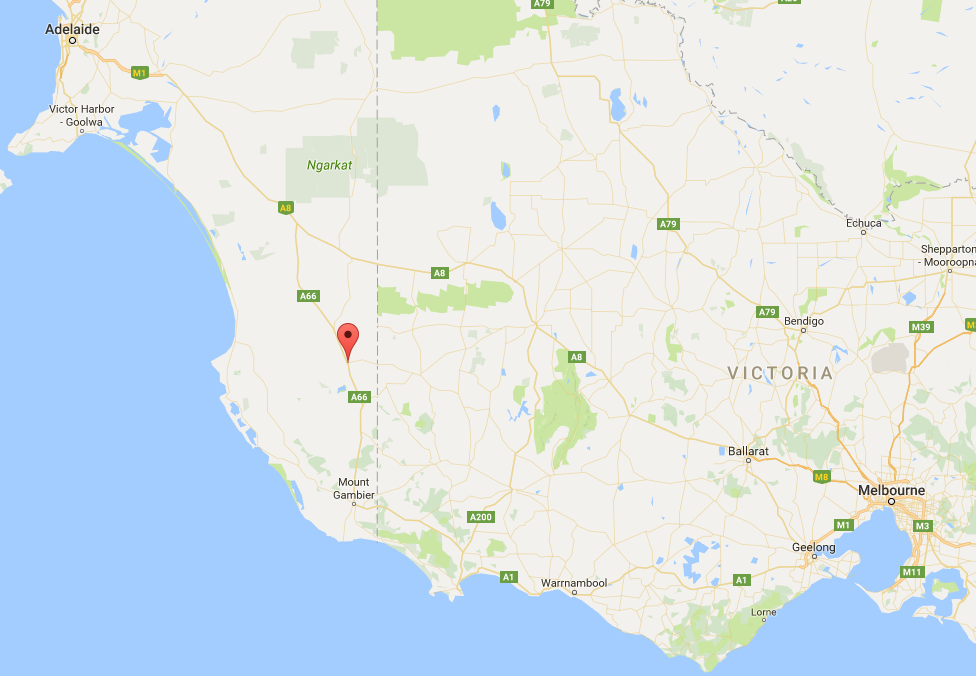 A79
Adelaide
M1
Victor Harbor
- Goolwa
Ngarkat
A8
A79
Echuca
Shepparton
- Mooroopna
A8
A66
A79
Bendigo
M39
A8
VICTORIA
A66
Ballarat
M8
Mount
Gambier
Melbourne
A200
M1
M3
Geelong
M11
A1
Warrnambool
A1
Lorne